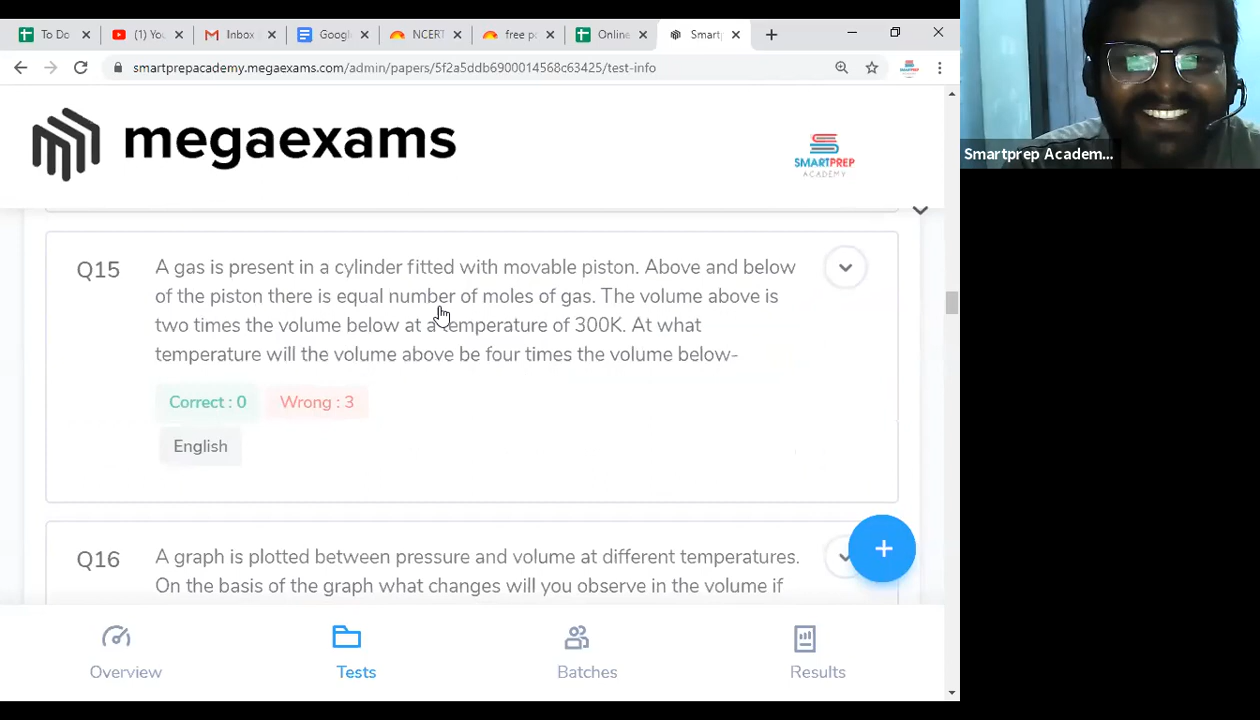 To Do
(1) You
Inbox
Googl
NCERT
free p
Online
Smart
smartprepacademy.megaexams.com/admin/papers/5f2a5ddb6900014568c63425/test-info
Smartprep Academ...
megaexams
SMARTPREP
ACADEMY
Q15
A gas is present in a cylinder fitted with movable piston. Above and below
of the piston there is equal number of moles of gas. The volume above is
two times the volume below at a temperature of 300K. At what
temperature will the volume above be four times the volume below-
Correct : 0
Wrong : 3
English
Q16
A graph is plotted between pressure and volume at different temperatures.
On the basis of the graph what changes will you observe in the volume if
Overview
Tests
Batches
Results